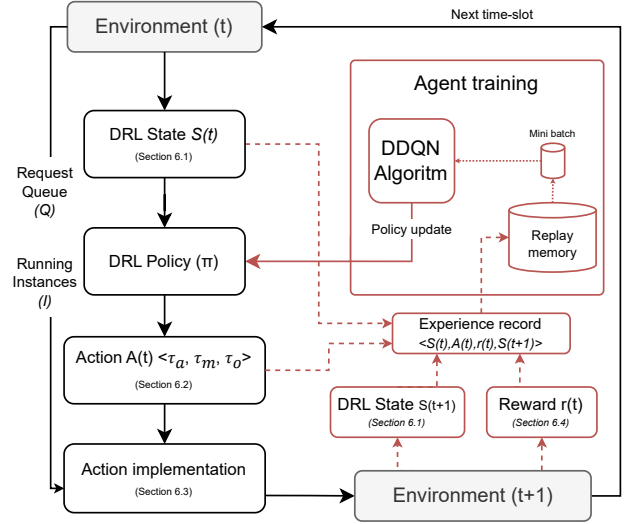 Environment (t)
Next time-slot
Agent training
DRL State S(t)
(Section 6.1)
DDQN
Algoritm
Mini batch
Request
Queue
(Q)
Policy update
Replay
memory
DRL Policy (π)
Running
Instances
(I)
Experience record
<S(t),A(t),r(t),S(t+1)>
Action A(t) <τa, τm, τo>
(Section 6.2)
DRL State S(t+1)
(Section 6.1)
Reward r(t)
(Section 6.4)
Action implementation
(Section 6.3)
Environment (t+1)